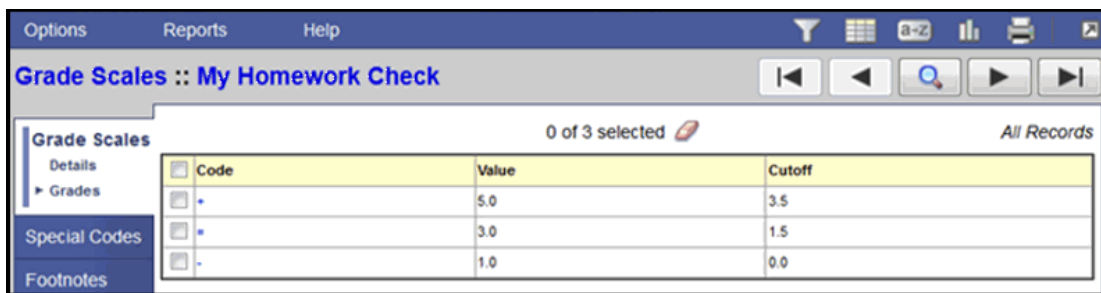 Options Reports Help
a-z
Grade Scales :: My Homework Check
Grade Scales
Details
Grades
Special Codes
Footnotes
0 of 3 selected All Records
Code Value Cutoff
+ 5.0 3.5
= 3.0 1.5
- 1.0 0.0